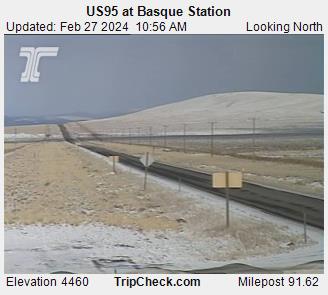 US95 at Basque Station
Updated: Feb 27 2024 10:56 AM Looking North
Elevation 4460 TripCheck.com Milepost 91.62